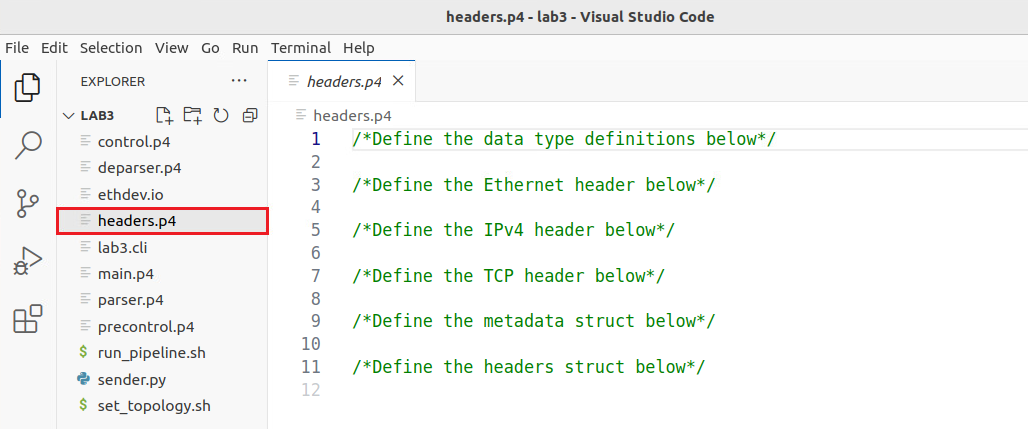 headers.p4 - lab3 - Visual Studio Code
File Edit Selection View Go Run Terminal Help
EXPLORER
LAB3
control.p4
deparser.p4
ethdev.io
headers.p4
lab3.cli
main.p4
parser.p4
precontrol.p4
$ run_pipeline.sh
sender.py
$ set_topology.sh
headers.p4
headers.p4
1 /*Define the data type definitions below*/
2
3 /*Define the Ethernet header below*/
4
5 /*Define the IPv4 header below*/
6
7 /*Define the TCP header below*/
8
9 /*Define the metadata struct below*/
10
11 /*Define the headers struct below*/
12